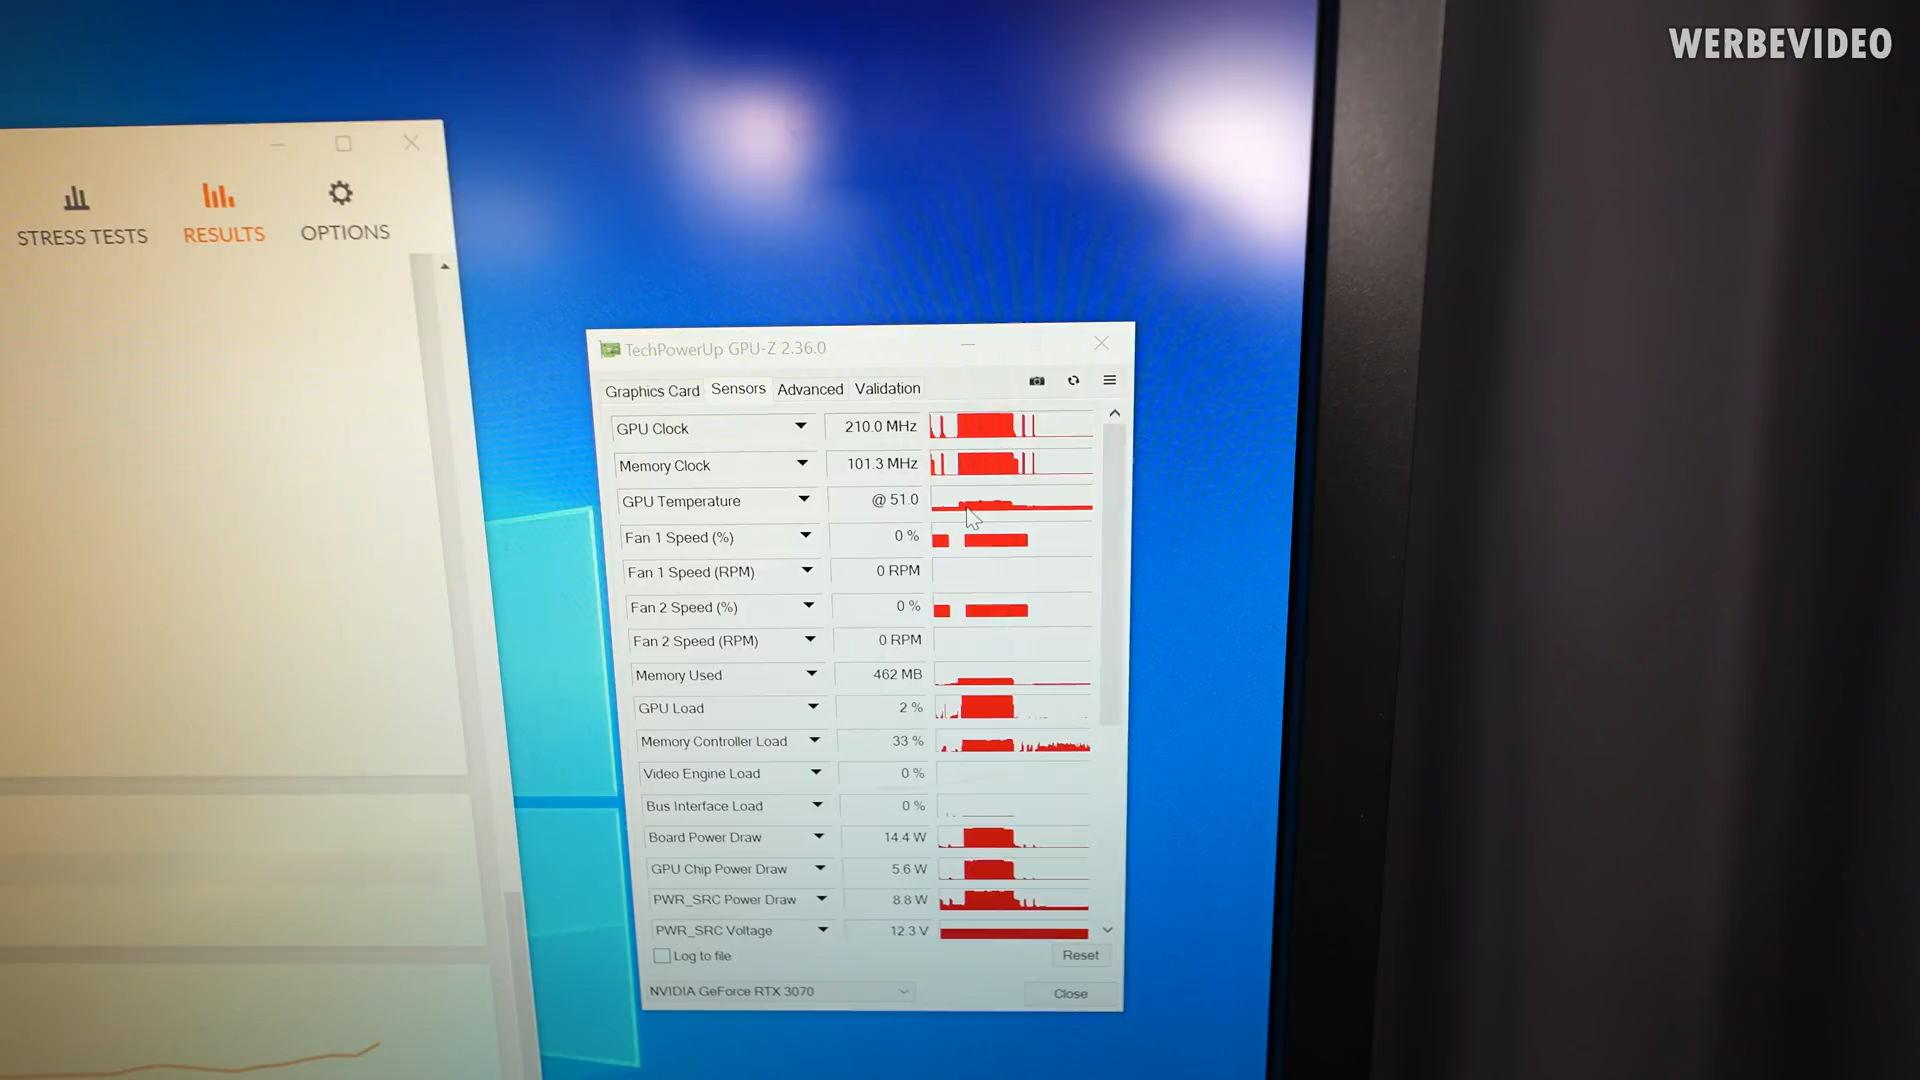 WERBEVIDEO
STRESS TESTS
RESULTS
OPTIONS
TechPowerUp GPU-Z 2.36.0
Graphics Card Sensors Advanced Validation
GPU Clock 210.0 MHz
Memory Clock 101.3 MHz
GPU Temperature @ 51.0
Fan 1 Speed (%) 0 %
Fan 1 Speed (RPM) 0 RPM
Fan 2 Speed (%) 0 %
Fan 2 Speed (RPM) 0 RPM
Memory Used 462 MB
GPU Load 2 %
Memory Controller Load 33 %
Video Engine Load 0 %
Bus Interface Load 0 %
Board Power Draw 14.4 W
GPU Chip Power Draw 5.6 W
PWR_SRC Power Draw 8.8 W
PWR_SRC Voltage 12.3 V
Log to file Reset
NVIDIA GeForce RTX 3070 Close